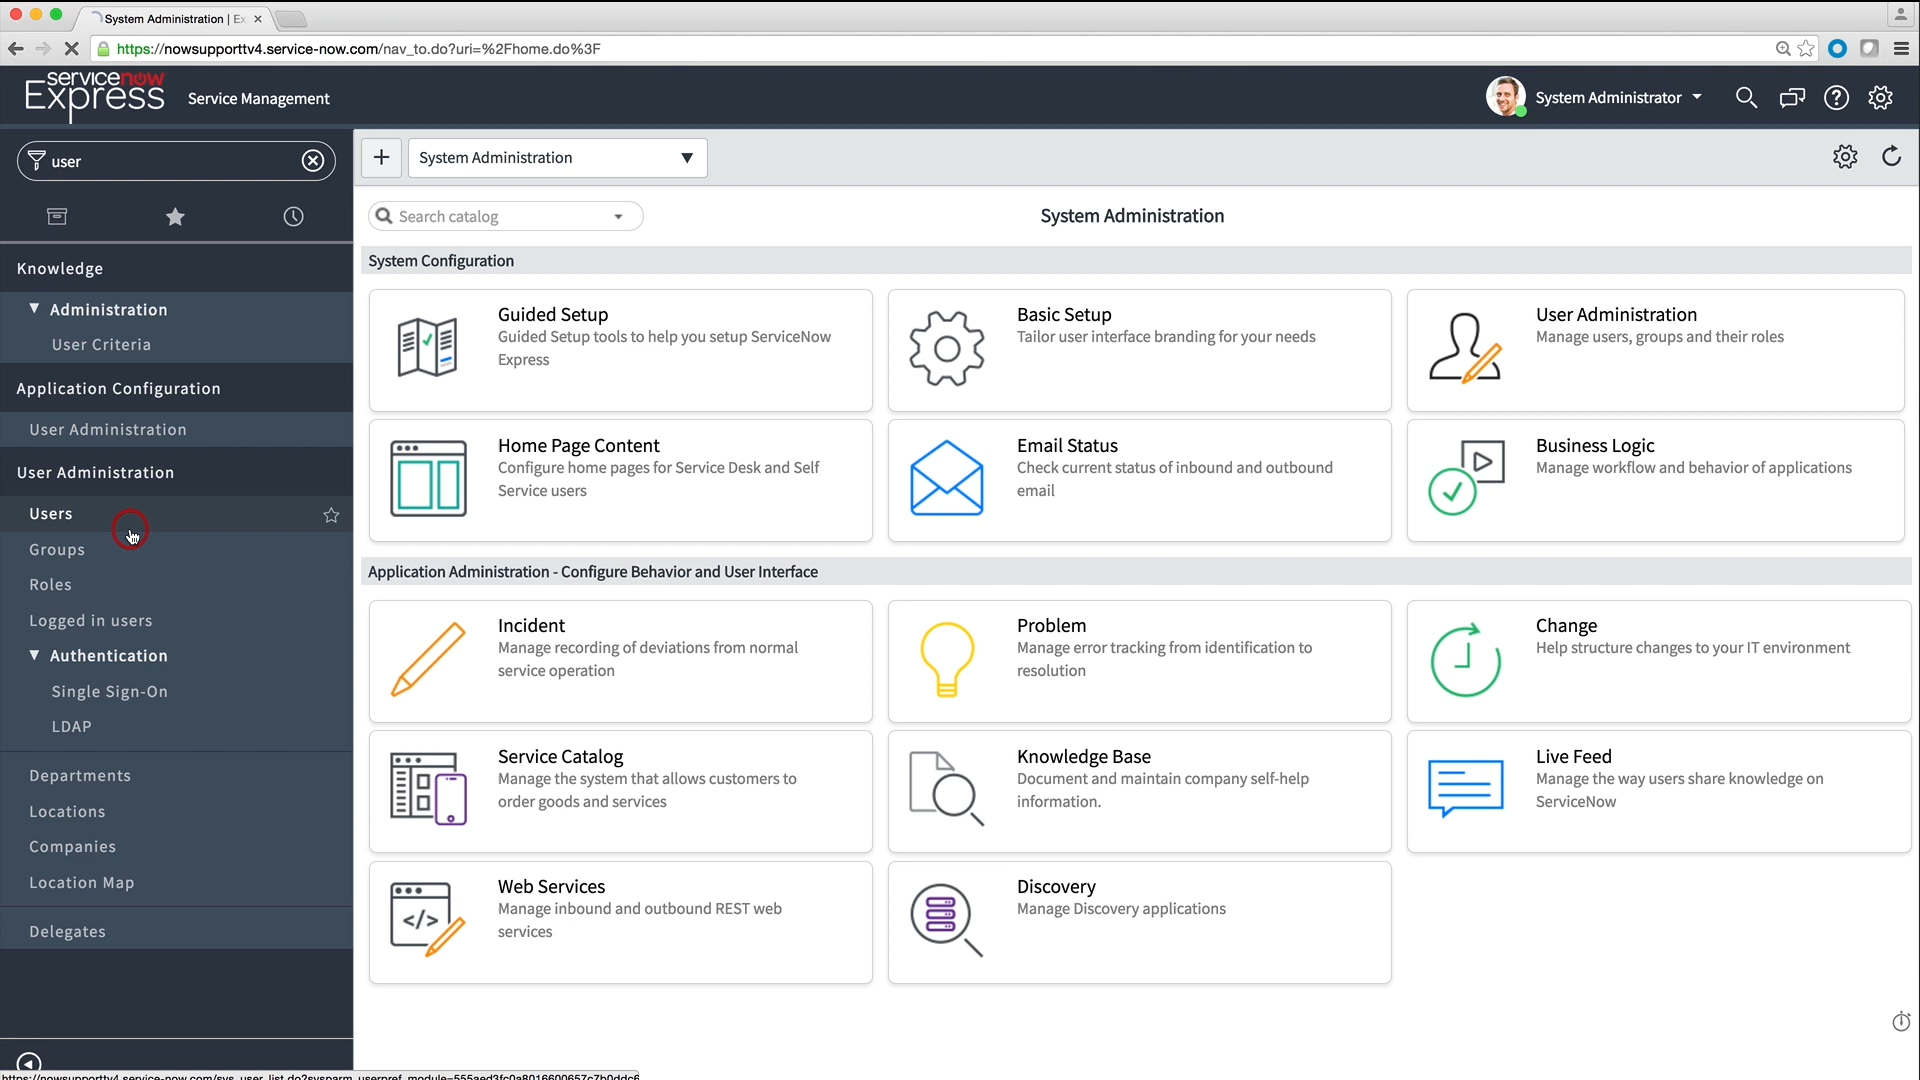 System Administration | Ex
https://nowsupporttv4.service-now.com/nav_to.do?uri=%2Fhome.do%3F
servicenow
Express
Service Management
System Administrator
user
System Administration
Search catalog
System Administration
Knowledge
Administration
User Criteria
Application Configuration
User Administration
User Administration
Users
Groups
Roles
Logged in users
Authentication
Single Sign-On
LDAP
Departments
Locations
Companies
Location Map
Delegates
System Configuration
Guided Setup
Guided Setup tools to help you setup ServiceNow
Express
Basic Setup
Tailor user interface branding for your needs
User Administration
Manage users, groups and their roles
Home Page Content
Configure home pages for Service Desk and Self
Service users
Email Status
Check current status of inbound and outbound
email
Business Logic
Manage workflow and behavior of applications
Application Administration - Configure Behavior and User Interface
Incident
Manage recording of deviations from normal
service operation
Problem
Manage error tracking from identification to
resolution
Change
Help structure changes to your IT environment
Service Catalog
Manage the system that allows customers to
order goods and services
Knowledge Base
Document and maintain company self-help
information.
Live Feed
Manage the way users share knowledge on
ServiceNow
Web Services
Manage inbound and outbound REST web
services
Discovery
Manage Discovery applications